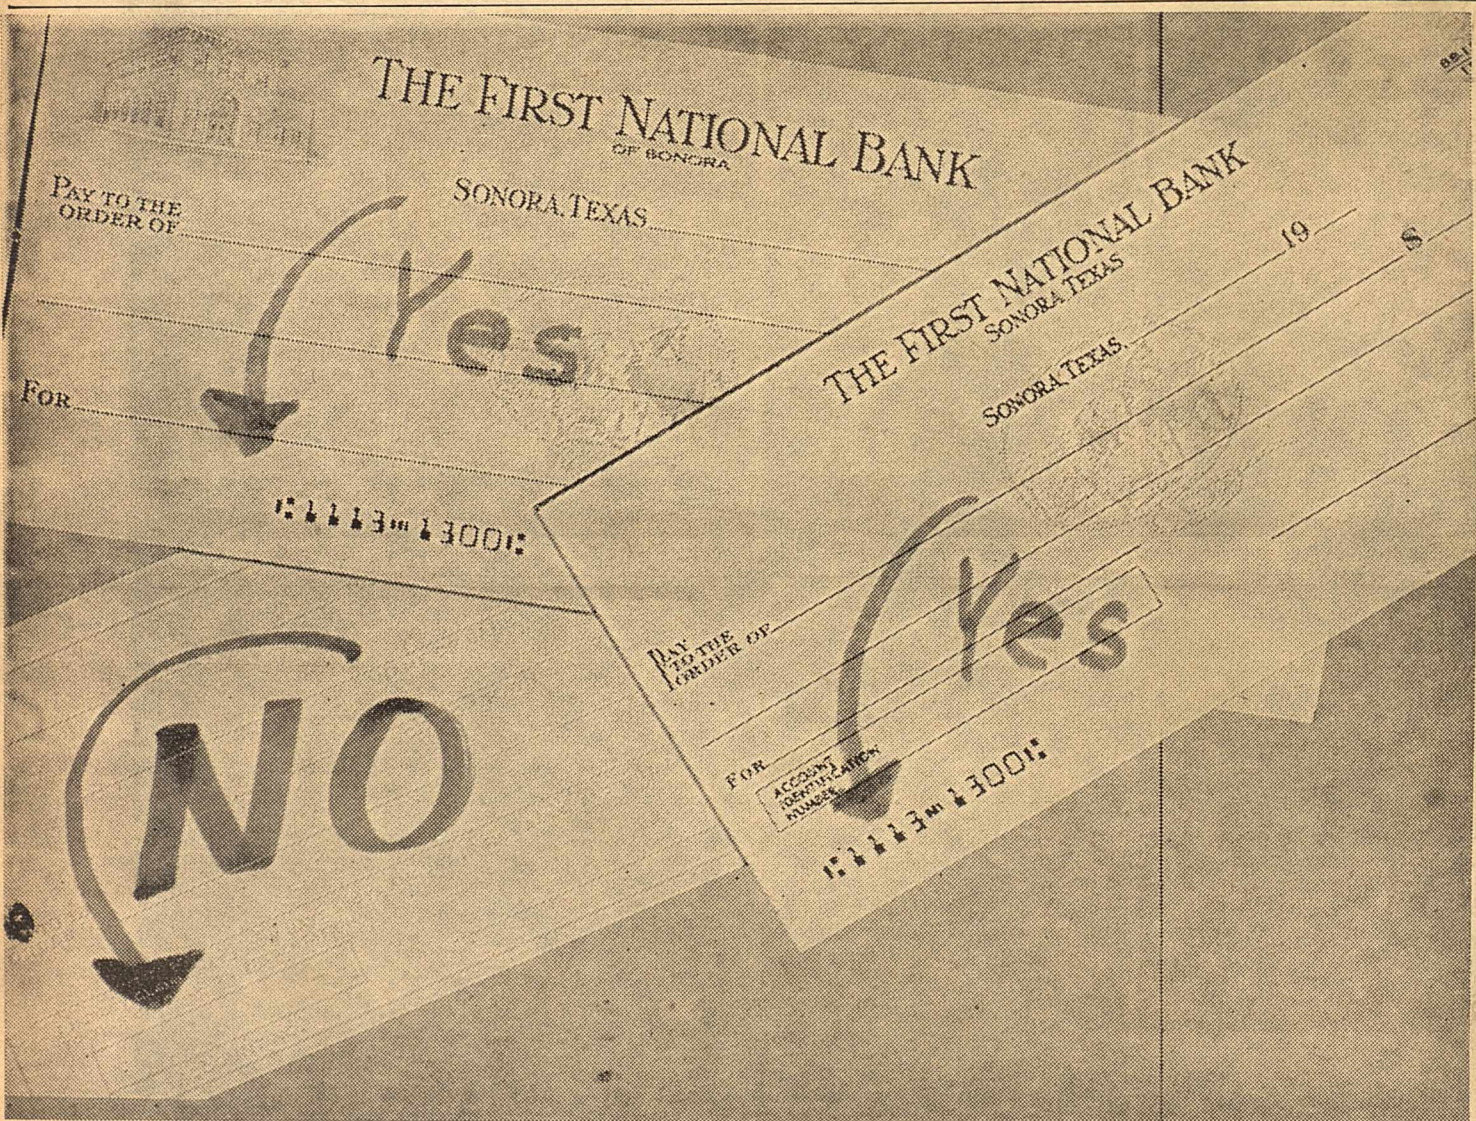 THE FIRST NATIONAL BANK
OF SONORA
SONORA, TEXAS
PAY TO THE
ORDER OF
Yes
FOR
⑆1113⑉1300⑆
THE FIRST NATIONAL BANK
SONORA TEXAS
19
SONORA, TEXAS,
$
PAY
TO THE
ORDER OF
Yes
FOR
ACCOUNT
IDENTIFICATION
NUMBER
⑆1113⑉1300⑆
NO